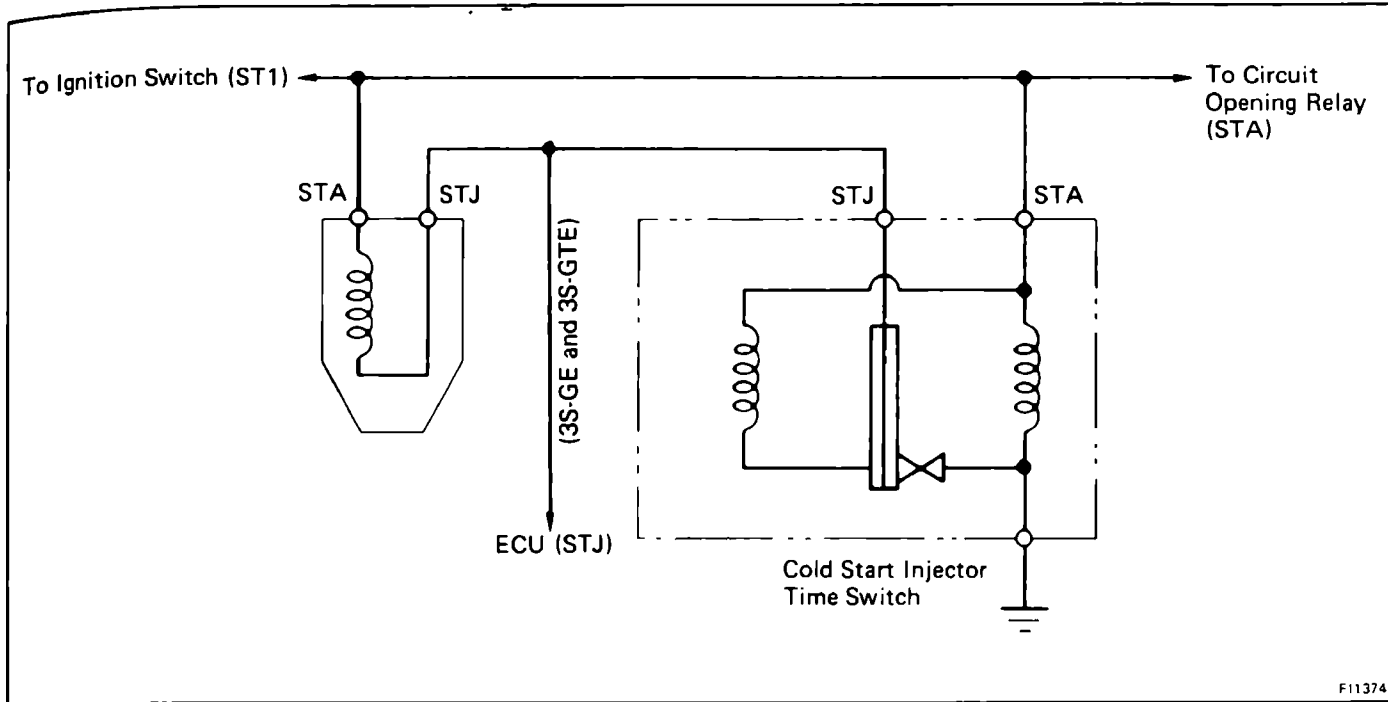 To Ignition Switch (ST1)
To Circuit
Opening Relay
(STA)
STA
STJ
STJ
STA
(3S-GE and 3S-GTE)
ECU (STJ)
Cold Start Injector
Time Switch
F11374